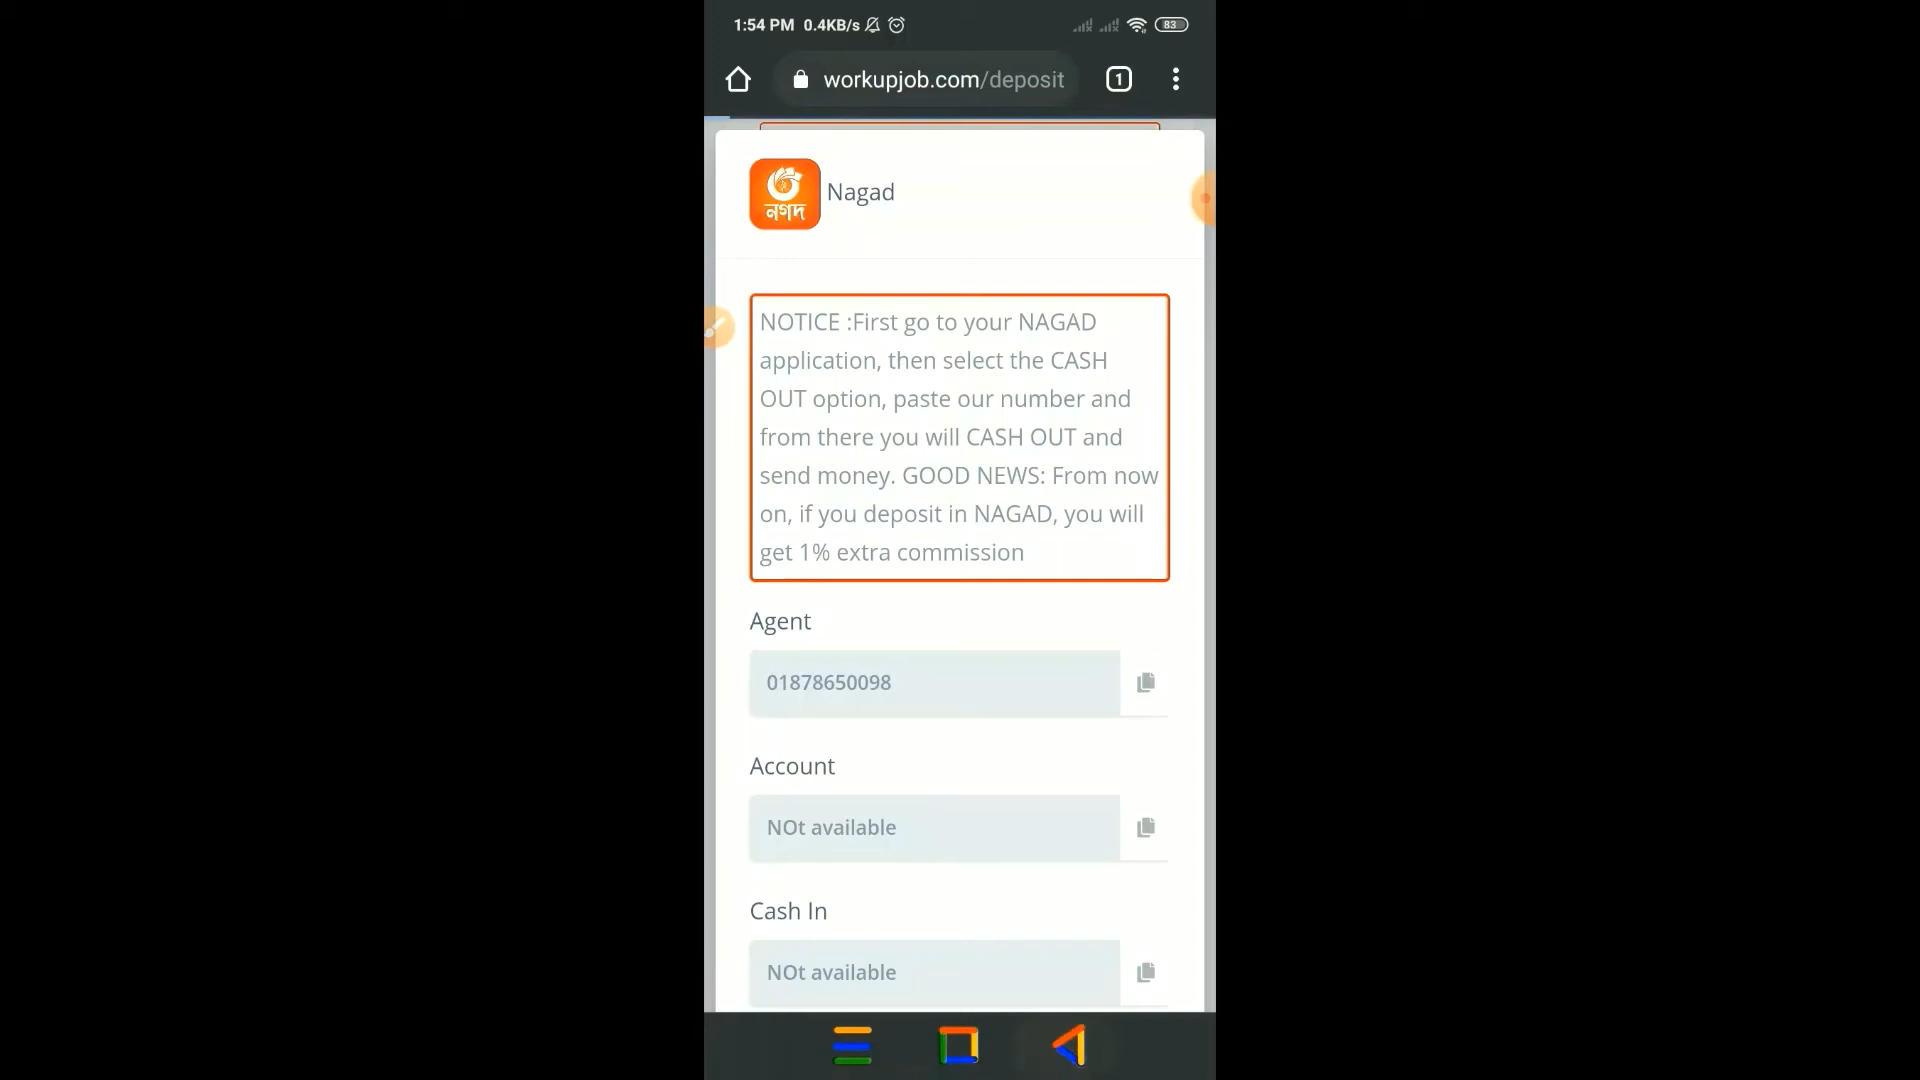 1:54 PM 0.4KB/s 83
workupjob.com/deposit 1
নগদ
Nagad
NOTICE :First go to your NAGAD
application, then select the CASH
OUT option, paste our number and
from there you will CASH OUT and
send money. GOOD NEWS: From now
on, if you deposit in NAGAD, you will
get 1% extra commission
Agent
01878650098
Account
NOt available
Cash In
NOt available